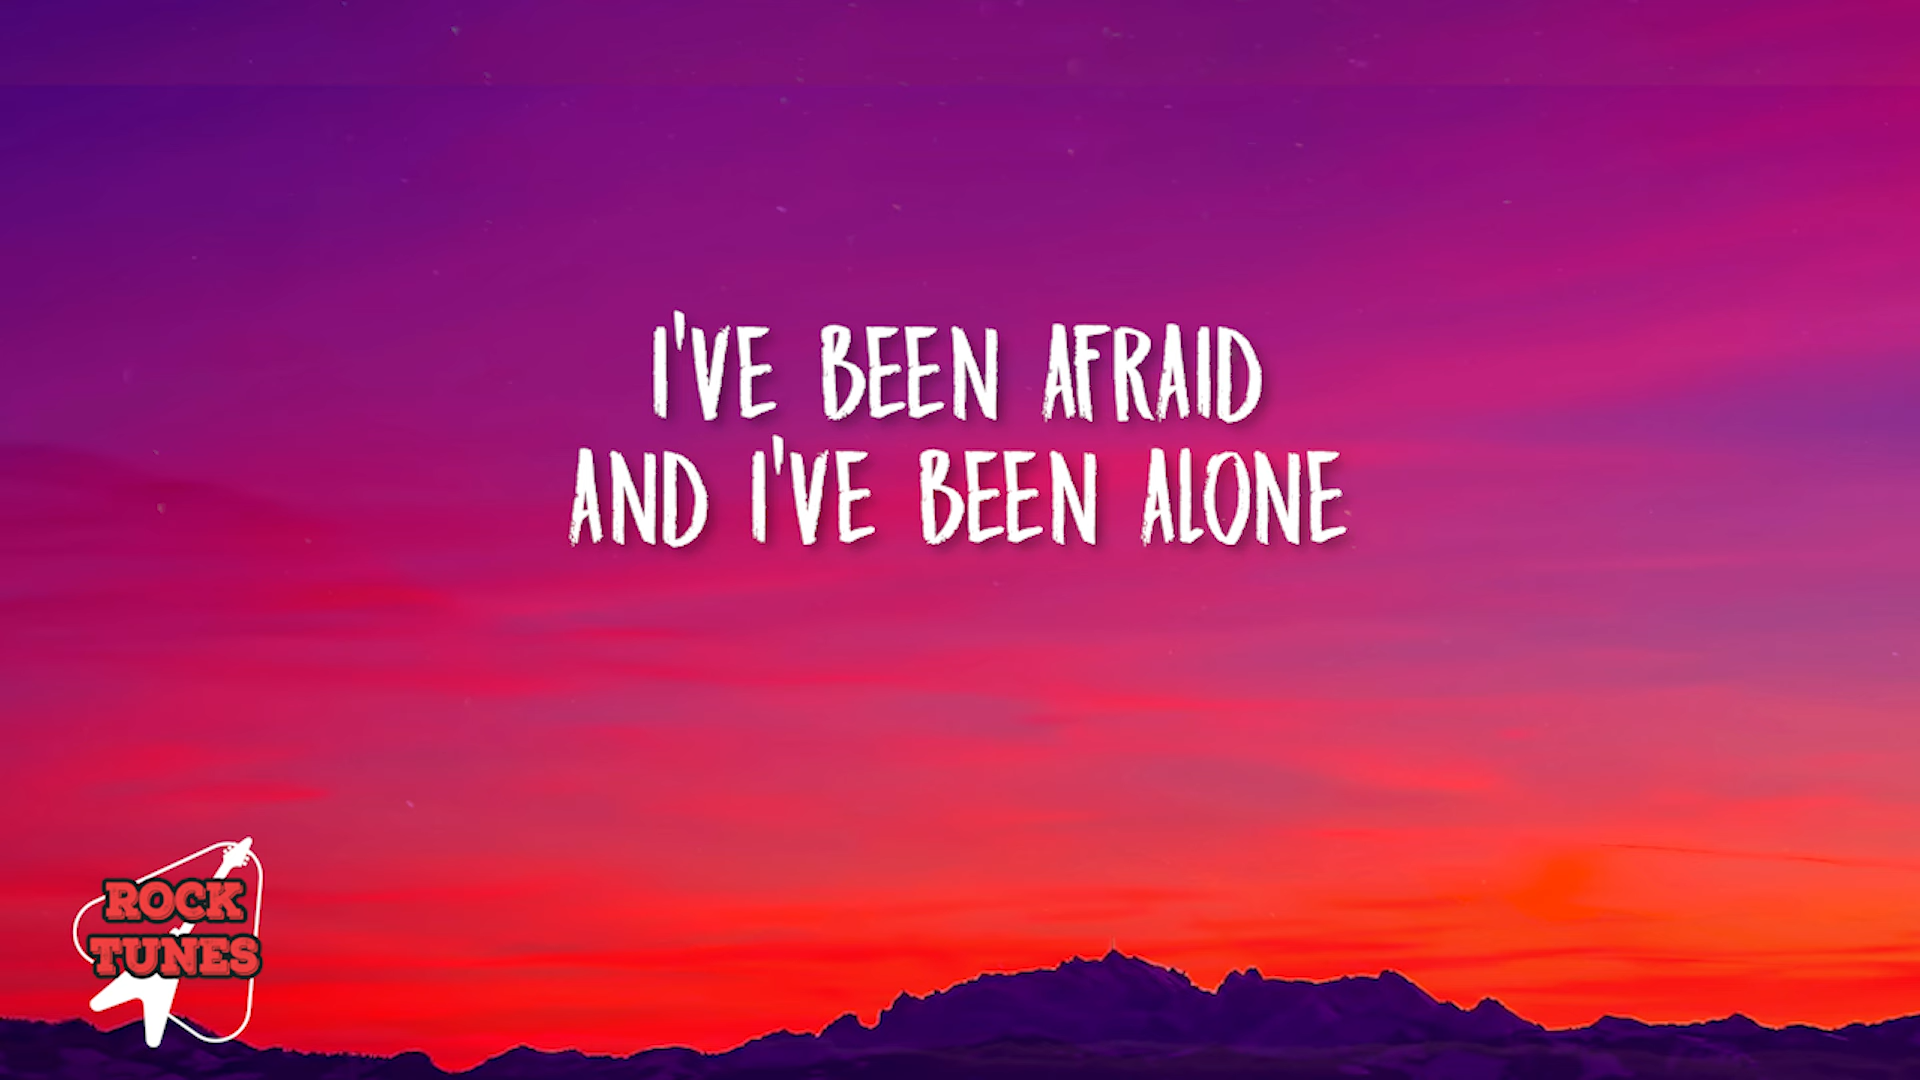 I'VE BEEN AFRAID
AND I'VE BEEN ALONE
ROCK
TUNES